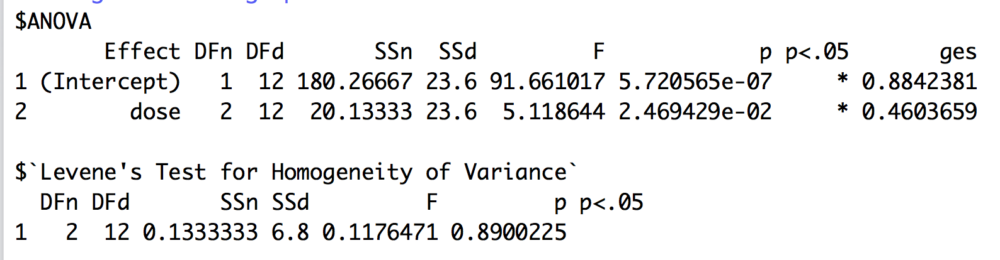 $ANOVA
Effect DFn DFd SSn SSd F p p<.05 ges
1 (Intercept) 1 12 180.26667 23.6 91.661017 5.720565e-07 * 0.8842381
2 dose 2 12 20.13333 23.6 5.118644 2.469429e-02 * 0.4603659
$`Levene's Test for Homogeneity of Variance`
DFn DFd SSn SSd F p p<.05
1 2 12 0.1333333 6.8 0.1176471 0.8900225